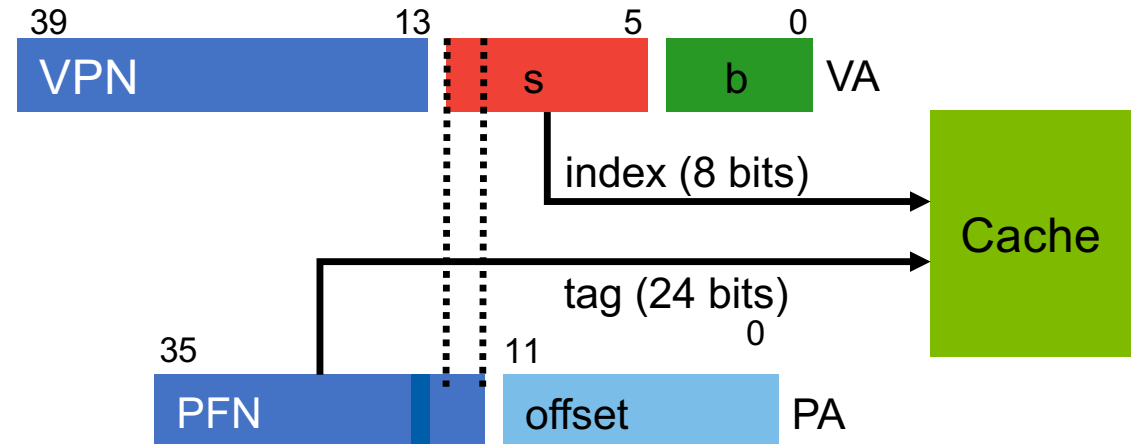 39 13 5 0
VPN s b VA
index (8 bits)
Cache
tag (24 bits)
0
35 11
PFN offset PA